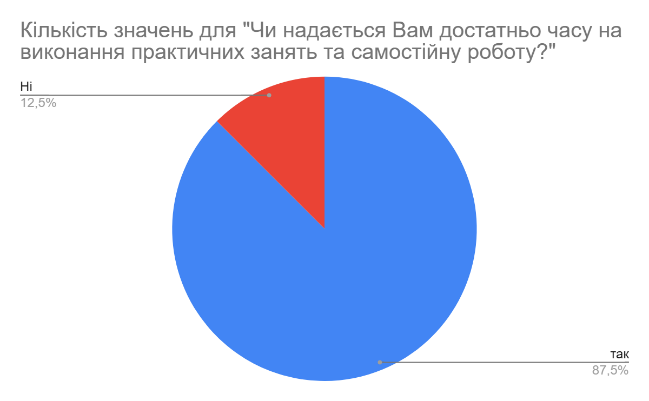 Кількість значень для "Чи надається Вам достатньо часу на
виконання практичних занять та самостійну роботу?"
Ні
12,5%
так
87,5%